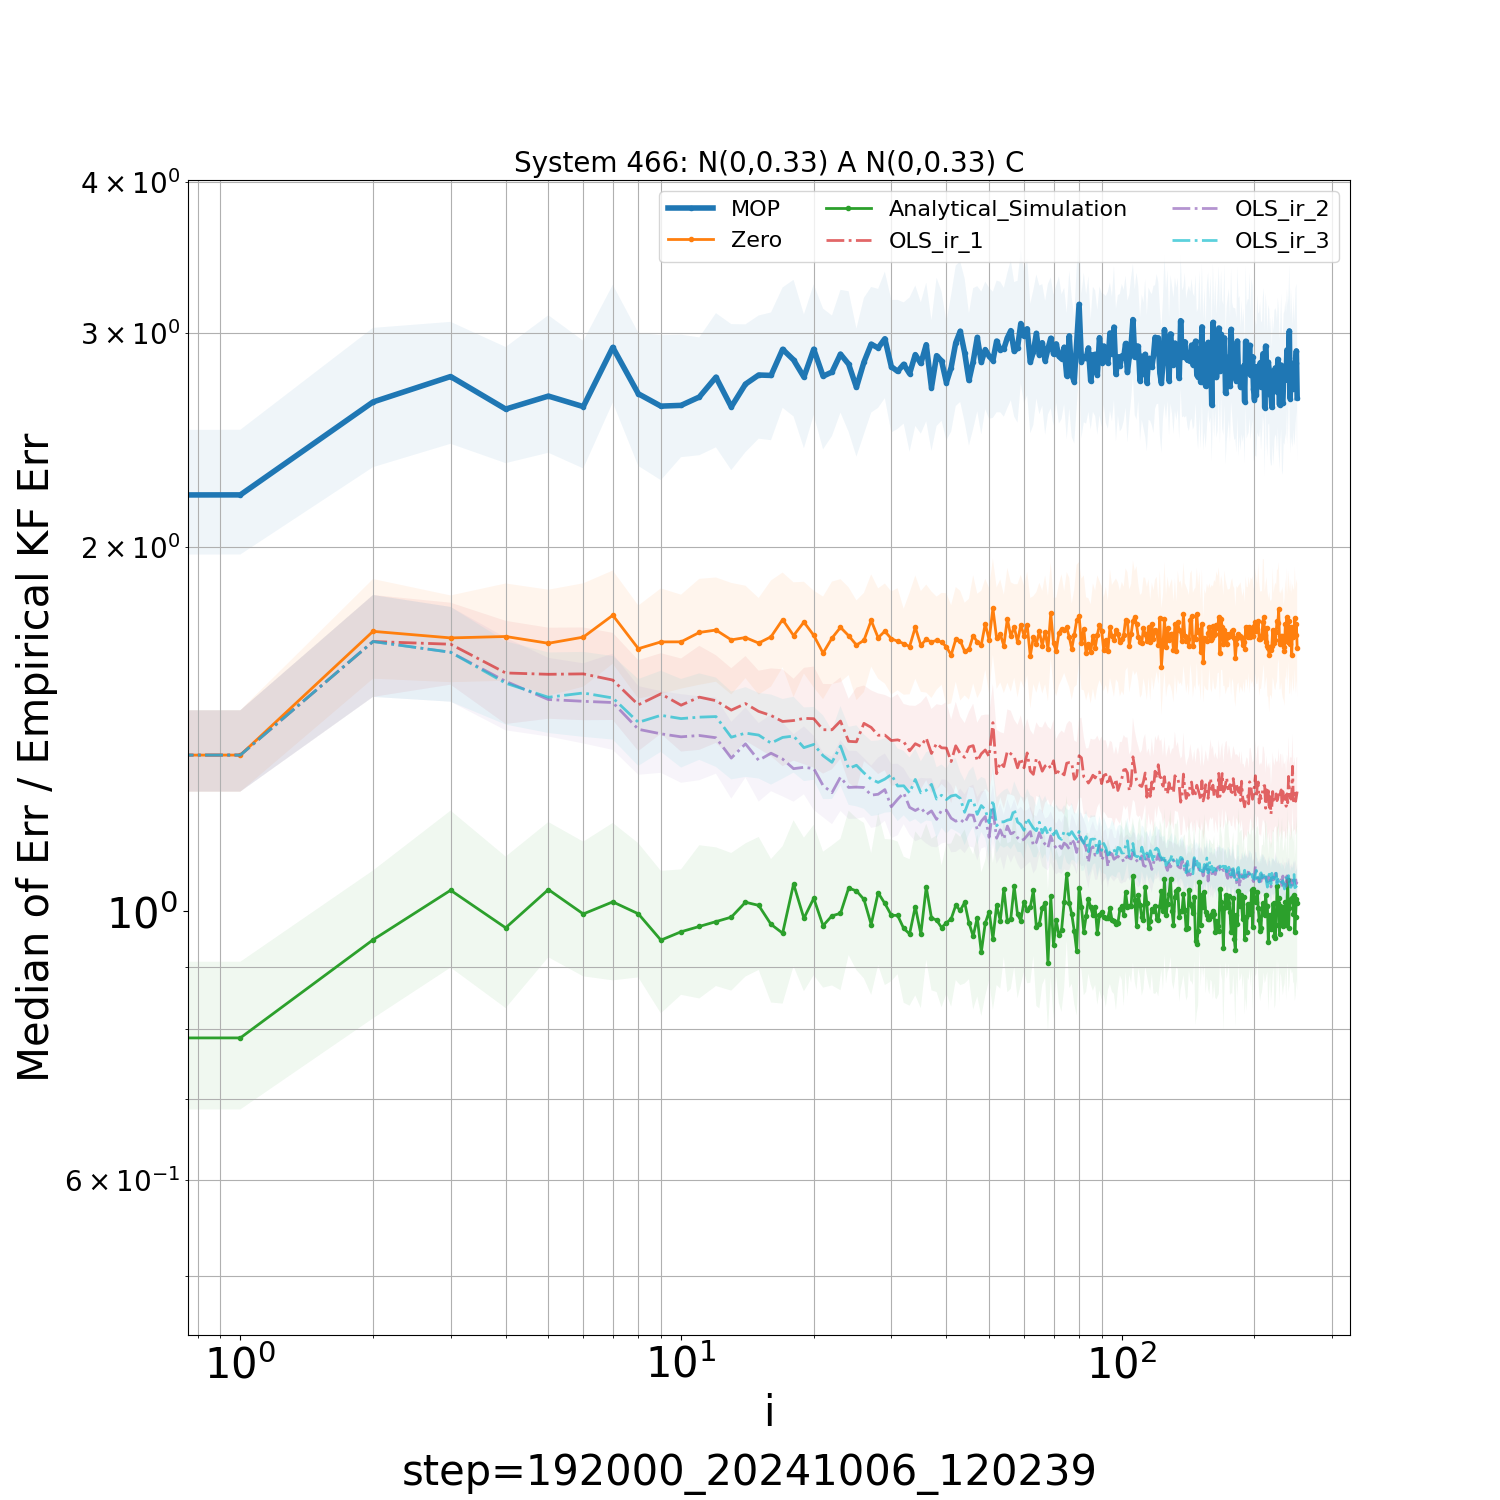 System 466: N(0,0.33) A N(0,0.33) C
MOP
Zero
Analytical_Simulation
OLS_ir_1
OLS_ir_2
OLS_ir_3
Median of Err / Empirical KF Err
4 × 10⁰
3 × 10⁰
2 × 10⁰
10⁰
6 × 10⁻¹
10⁰
10¹
10²
i
step=192000_20241006_120239